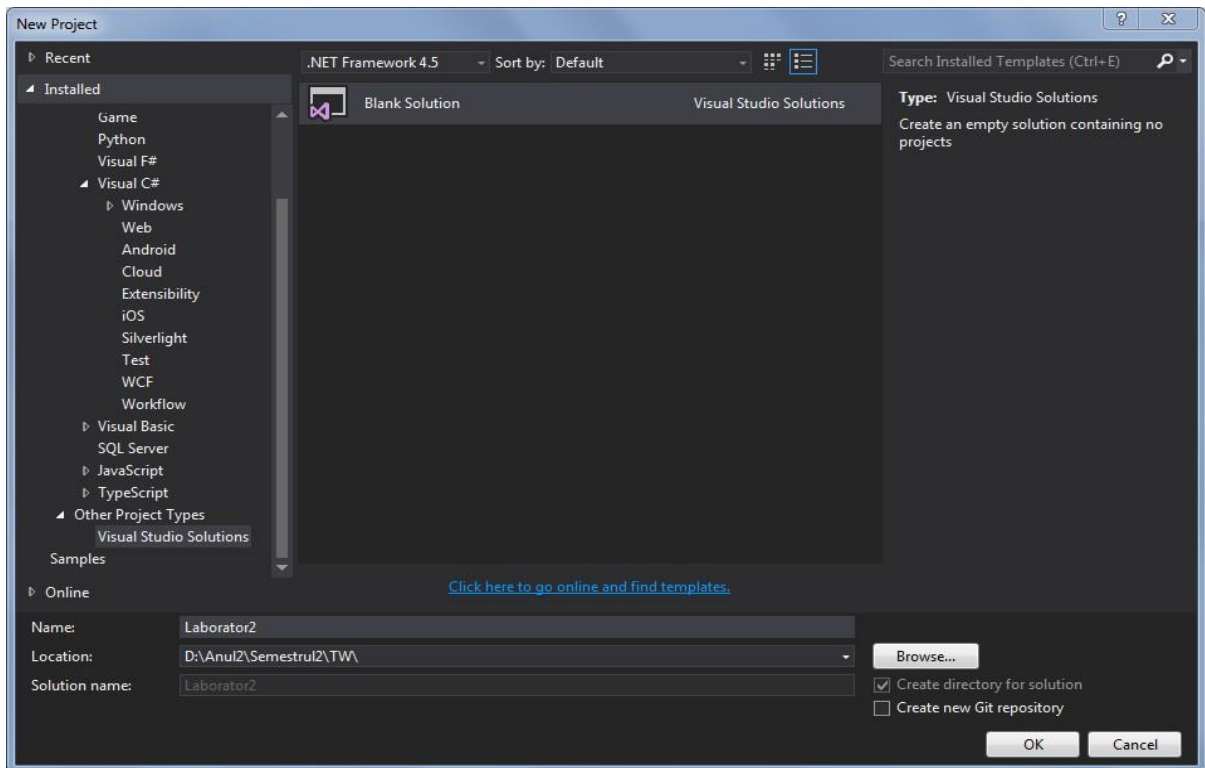 New Project
Recent
Installed
Game
Python
Visual F#
Visual C#
Windows
Web
Android
Cloud
Extensibility
iOS
Silverlight
Test
WCF
Workflow
Visual Basic
SQL Server
JavaScript
TypeScript
Other Project Types
Visual Studio Solutions
Samples
Online
.NET Framework 4.5 Sort by: Default
Blank Solution Visual Studio Solutions
Click here to go online and find templates.
Search Installed Templates (Ctrl+E)
Type: Visual Studio Solutions
Create an empty solution containing no
projects
Name: Laborator2
Location: D:\Anul2\Semestrul2\TW\ Browse...
Solution name: Laborator2 Create directory for solution
Create new Git repository
OK Cancel